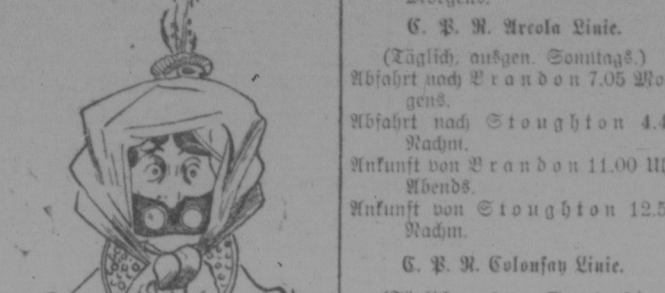 C. P. R. Arcola Linie.
(Täglich, ausgen. Sonntags.)
Abfahrt nach Brandon 7.05 Mo-
gens.
Abfahrt nach Stoughton 4.4
Nachm.
Ankunft von Brandon 11.00 U
Abends.
Ankunft von Stoughton 12.5
Nachm.
C. P. R. Colonsay Linie.